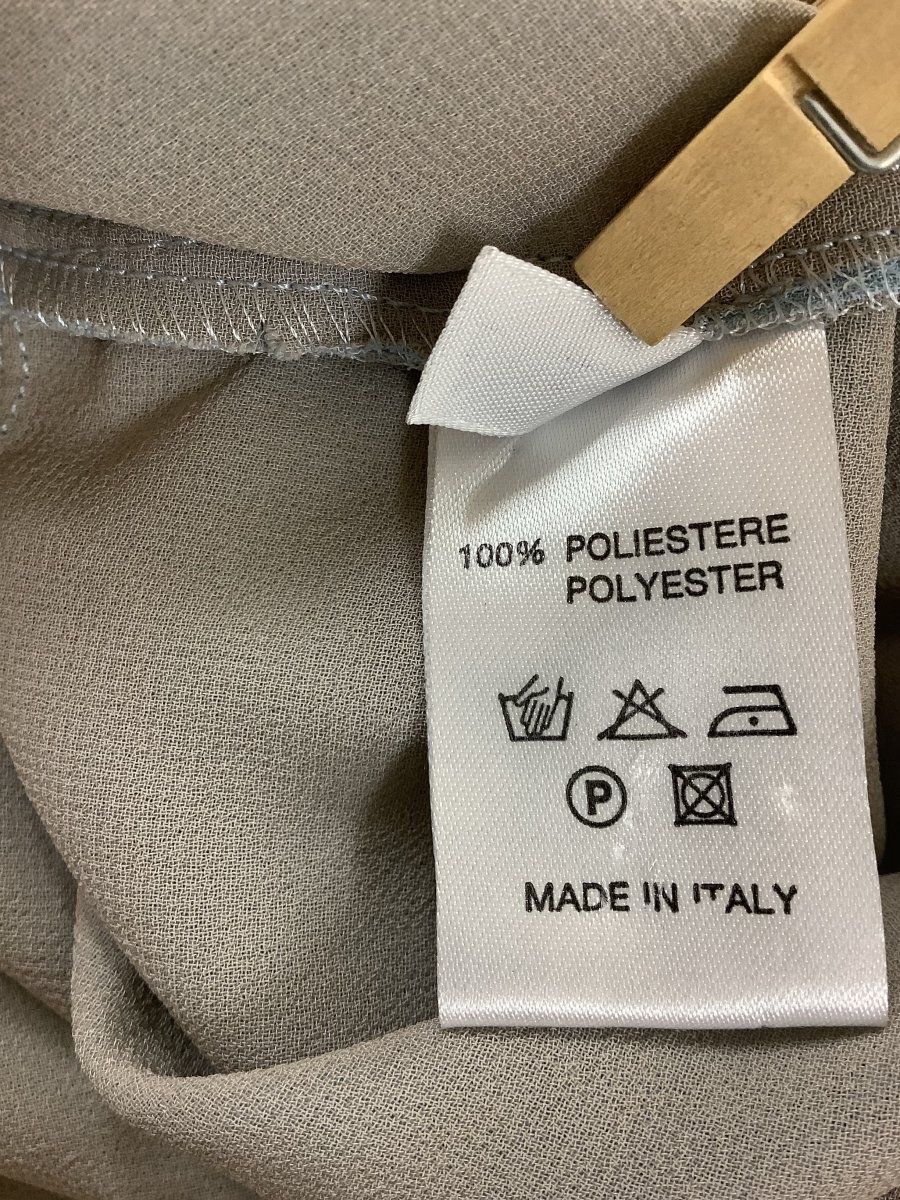 100% POLIESTERE
POLYESTER
P
MADE IN ITALY